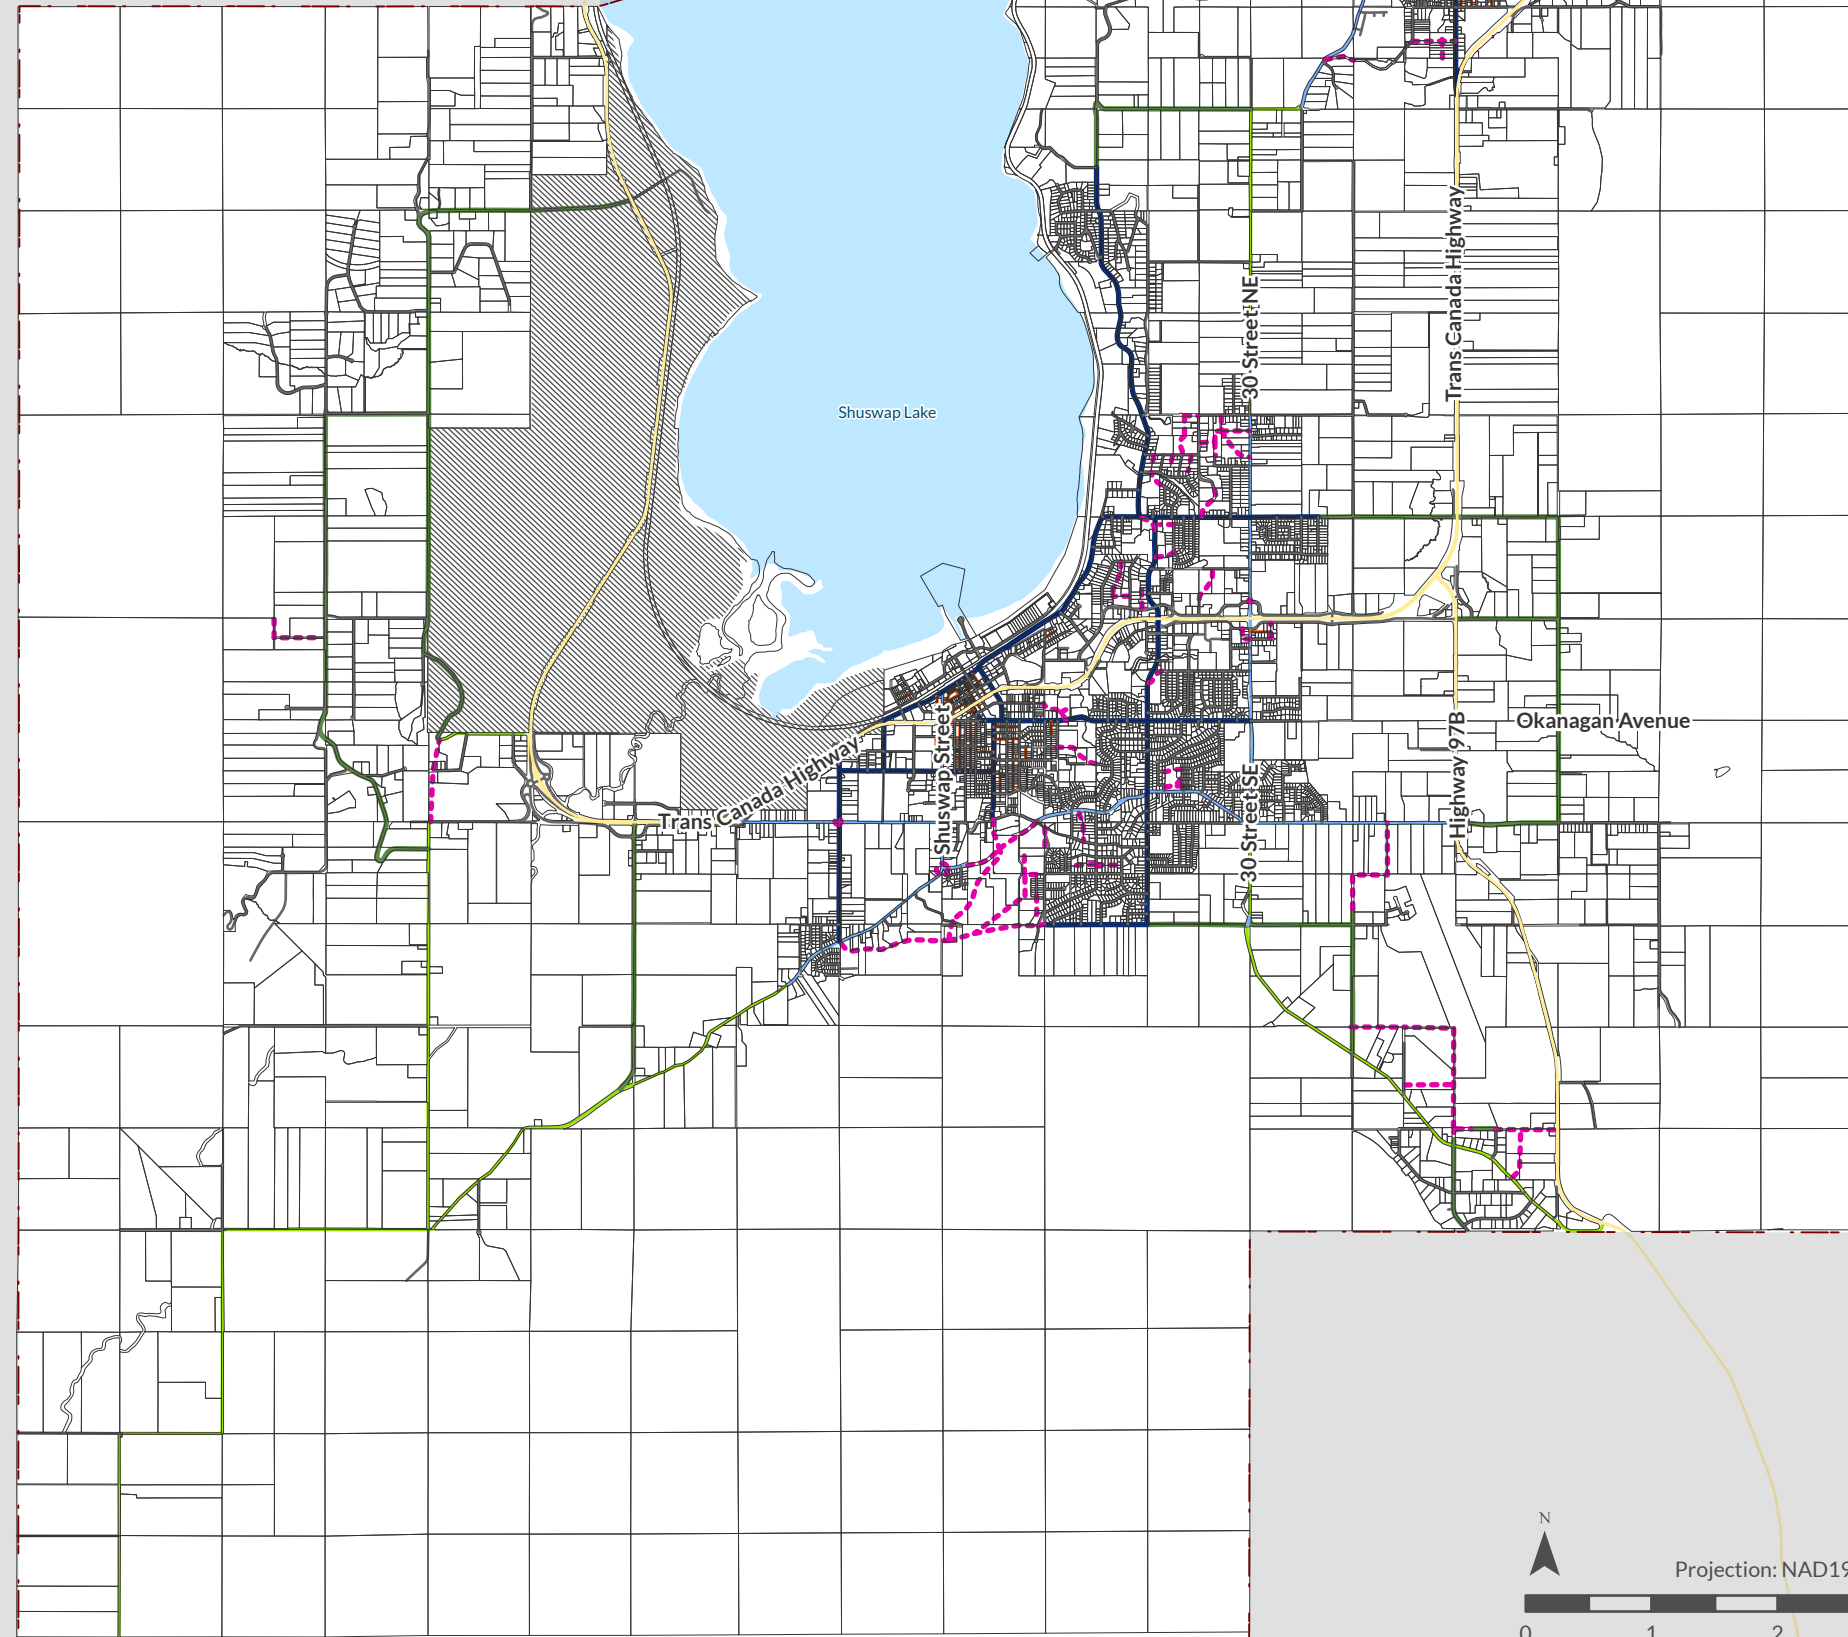 Trans Canada Highway
30 Street NE
Shuswap Lake
Okanagan Avenue
Highway 97B
Trans Canada Highway
Shuswap Street
30 Street SE
N
Projection: NAD19
0 1 2